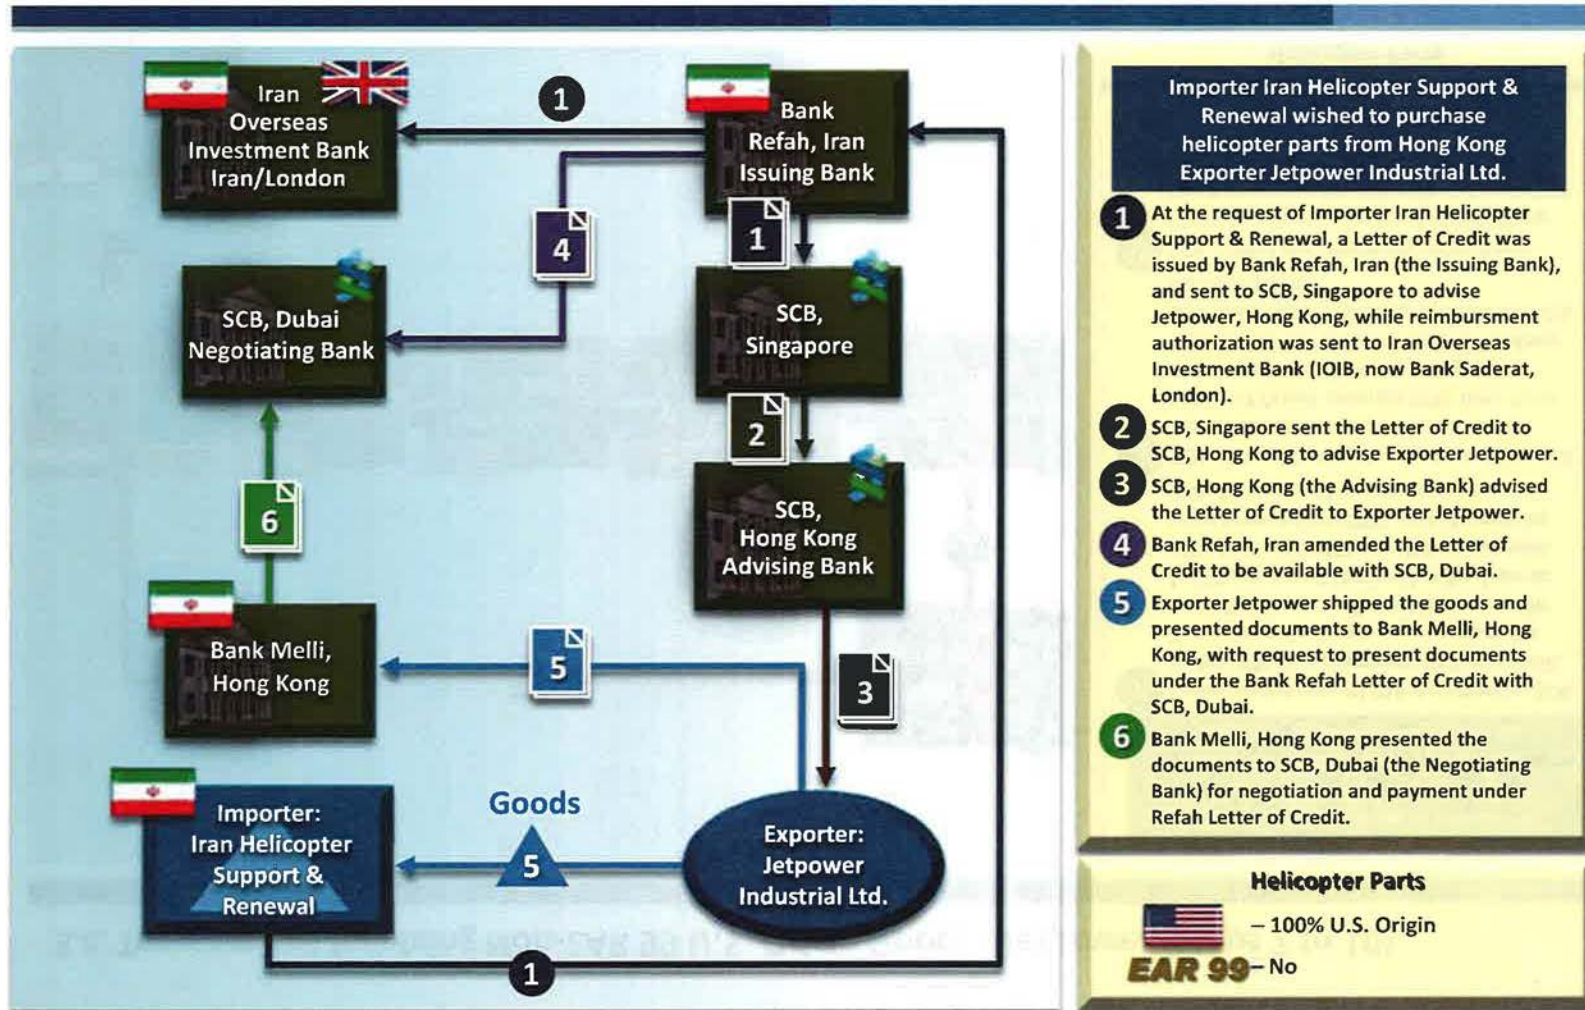 Iran
Overseas
Investment Bank
Iran/London
1
Bank
Refah, Iran
Issuing Bank
4
1
SCB, Dubai
Negotiating Bank
SCB,
Singapore
2
6
SCB,
Hong Kong
Advising Bank
Bank Melli,
Hong Kong
5
3
Importer:
Iran Helicopter
Support &
Renewal
Goods
5
Exporter:
Jetpower
Industrial Ltd.
1
Importer Iran Helicopter Support &
Renewal wished to purchase
helicopter parts from Hong Kong
Exporter Jetpower Industrial Ltd.
1 At the request of Importer Iran Helicopter
Support & Renewal, a Letter of Credit was
issued by Bank Refah, Iran (the Issuing Bank),
and sent to SCB, Singapore to advise
Jetpower, Hong Kong, while reimbursment
authorization was sent to Iran Overseas
Investment Bank (IOIB, now Bank Saderat,
London).
2 SCB, Singapore sent the Letter of Credit to
SCB, Hong Kong to advise Exporter Jetpower.
3 SCB, Hong Kong (the Advising Bank) advised
the Letter of Credit to Exporter Jetpower.
4 Bank Refah, Iran amended the Letter of
Credit to be available with SCB, Dubai.
5 Exporter Jetpower shipped the goods and
presented documents to Bank Melli, Hong
Kong, with request to present documents
under the Bank Refah Letter of Credit with
SCB, Dubai.
6 Bank Melli, Hong Kong presented the
documents to SCB, Dubai (the Negotiating
Bank) for negotiation and payment under
Refah Letter of Credit.
Helicopter Parts
– 100% U.S. Origin
EAR 99 – No